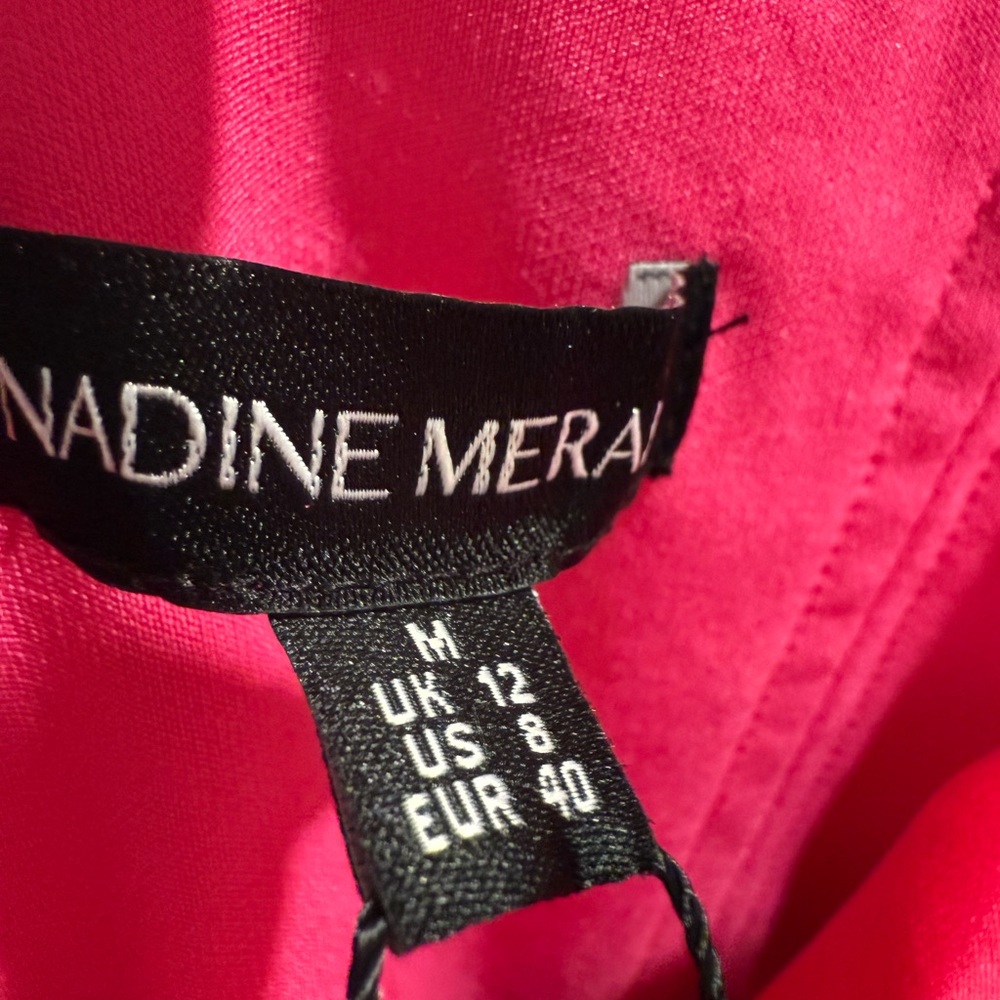 NADINE MERA
M
UK 12
US 8
EUR 40